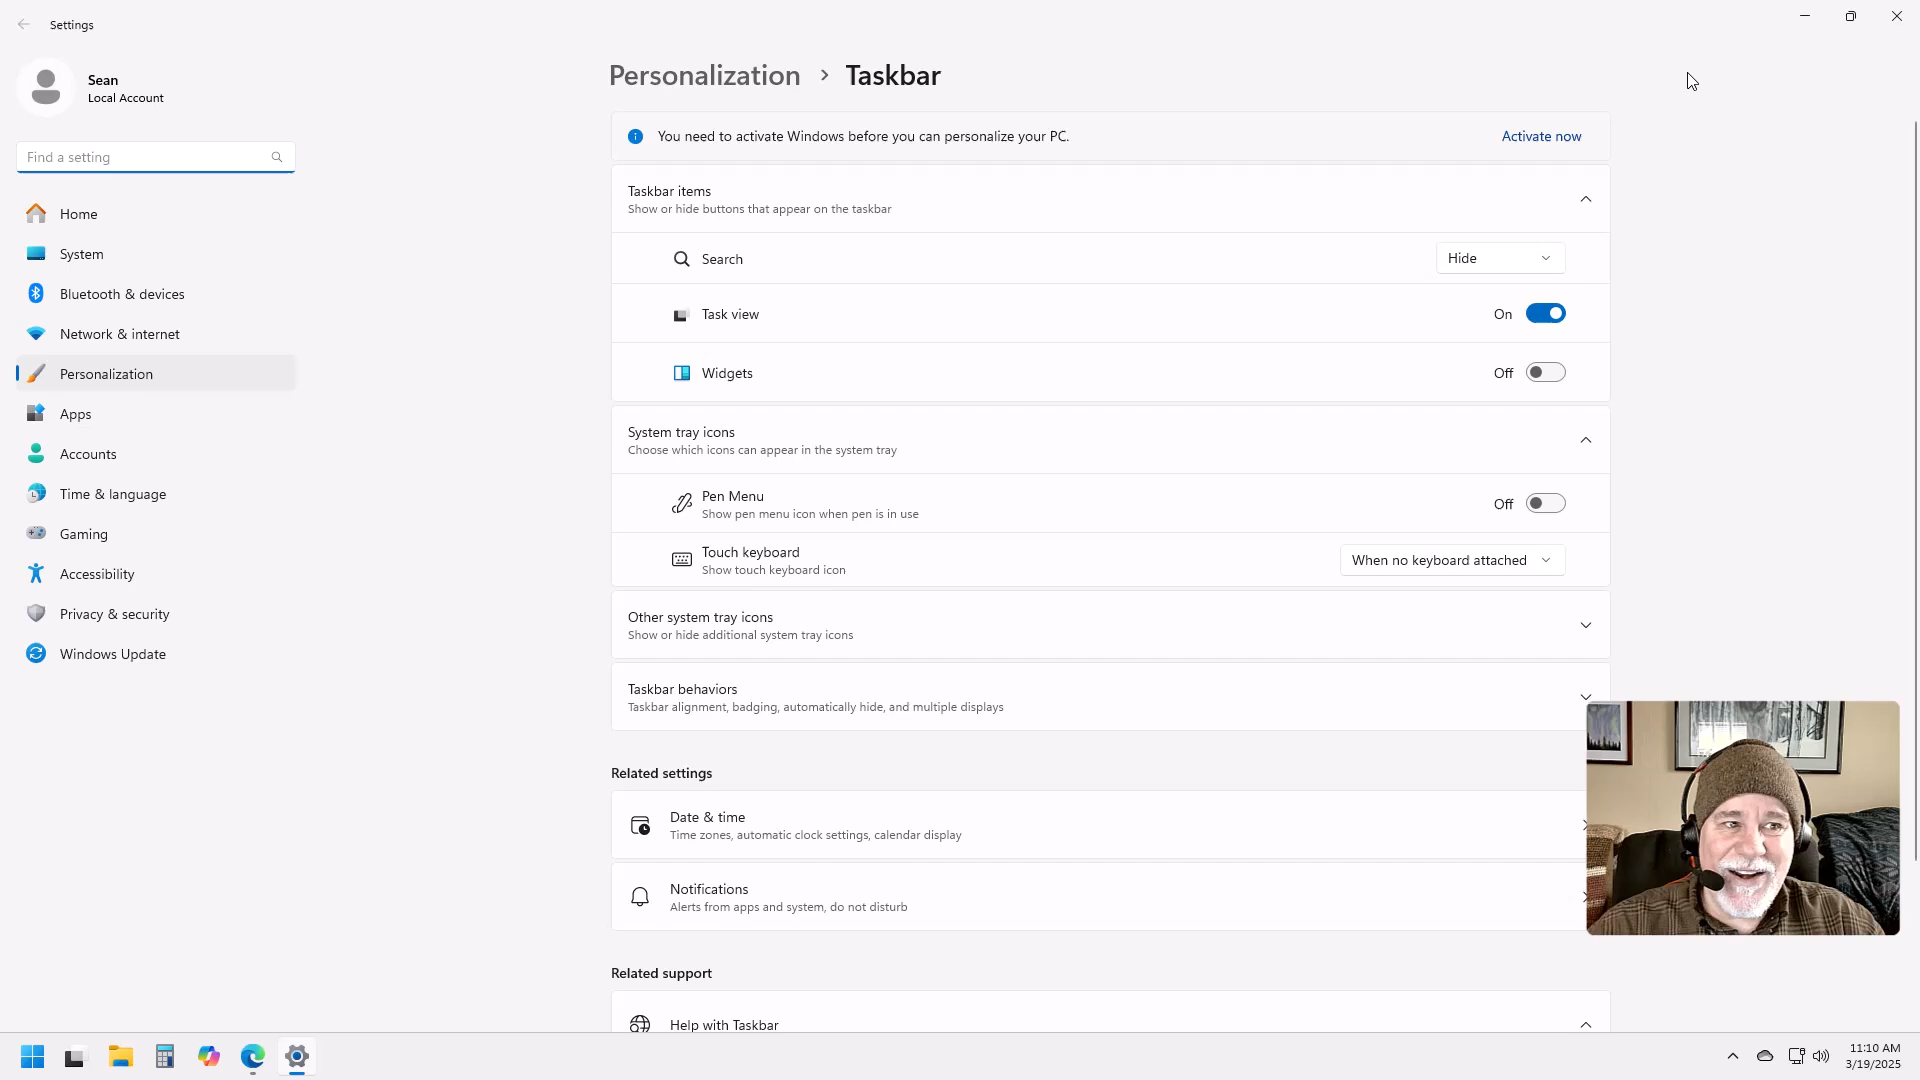 Settings
Sean
Local Account
Find a setting
Home
System
Bluetooth & devices
Network & internet
Personalization
Apps
Accounts
Time & language
Gaming
Accessibility
Privacy & security
Windows Update
Personalization > Taskbar
You need to activate Windows before you can personalize your PC. Activate now
Taskbar items
Show or hide buttons that appear on the taskbar
Search Hide
Task view On
Widgets Off
System tray icons
Choose which icons can appear in the system tray
Pen Menu
Show pen menu icon when pen is in use
Off
Touch keyboard
Show touch keyboard icon
When no keyboard attached
Other system tray icons
Show or hide additional system tray icons
Taskbar behaviors
Taskbar alignment, badging, automatically hide, and multiple displays
Related settings
Date & time
Time zones, automatic clock settings, calendar display
Notifications
Alerts from apps and system, do not disturb
Related support
Help with Taskbar
11:10 AM
3/19/2025